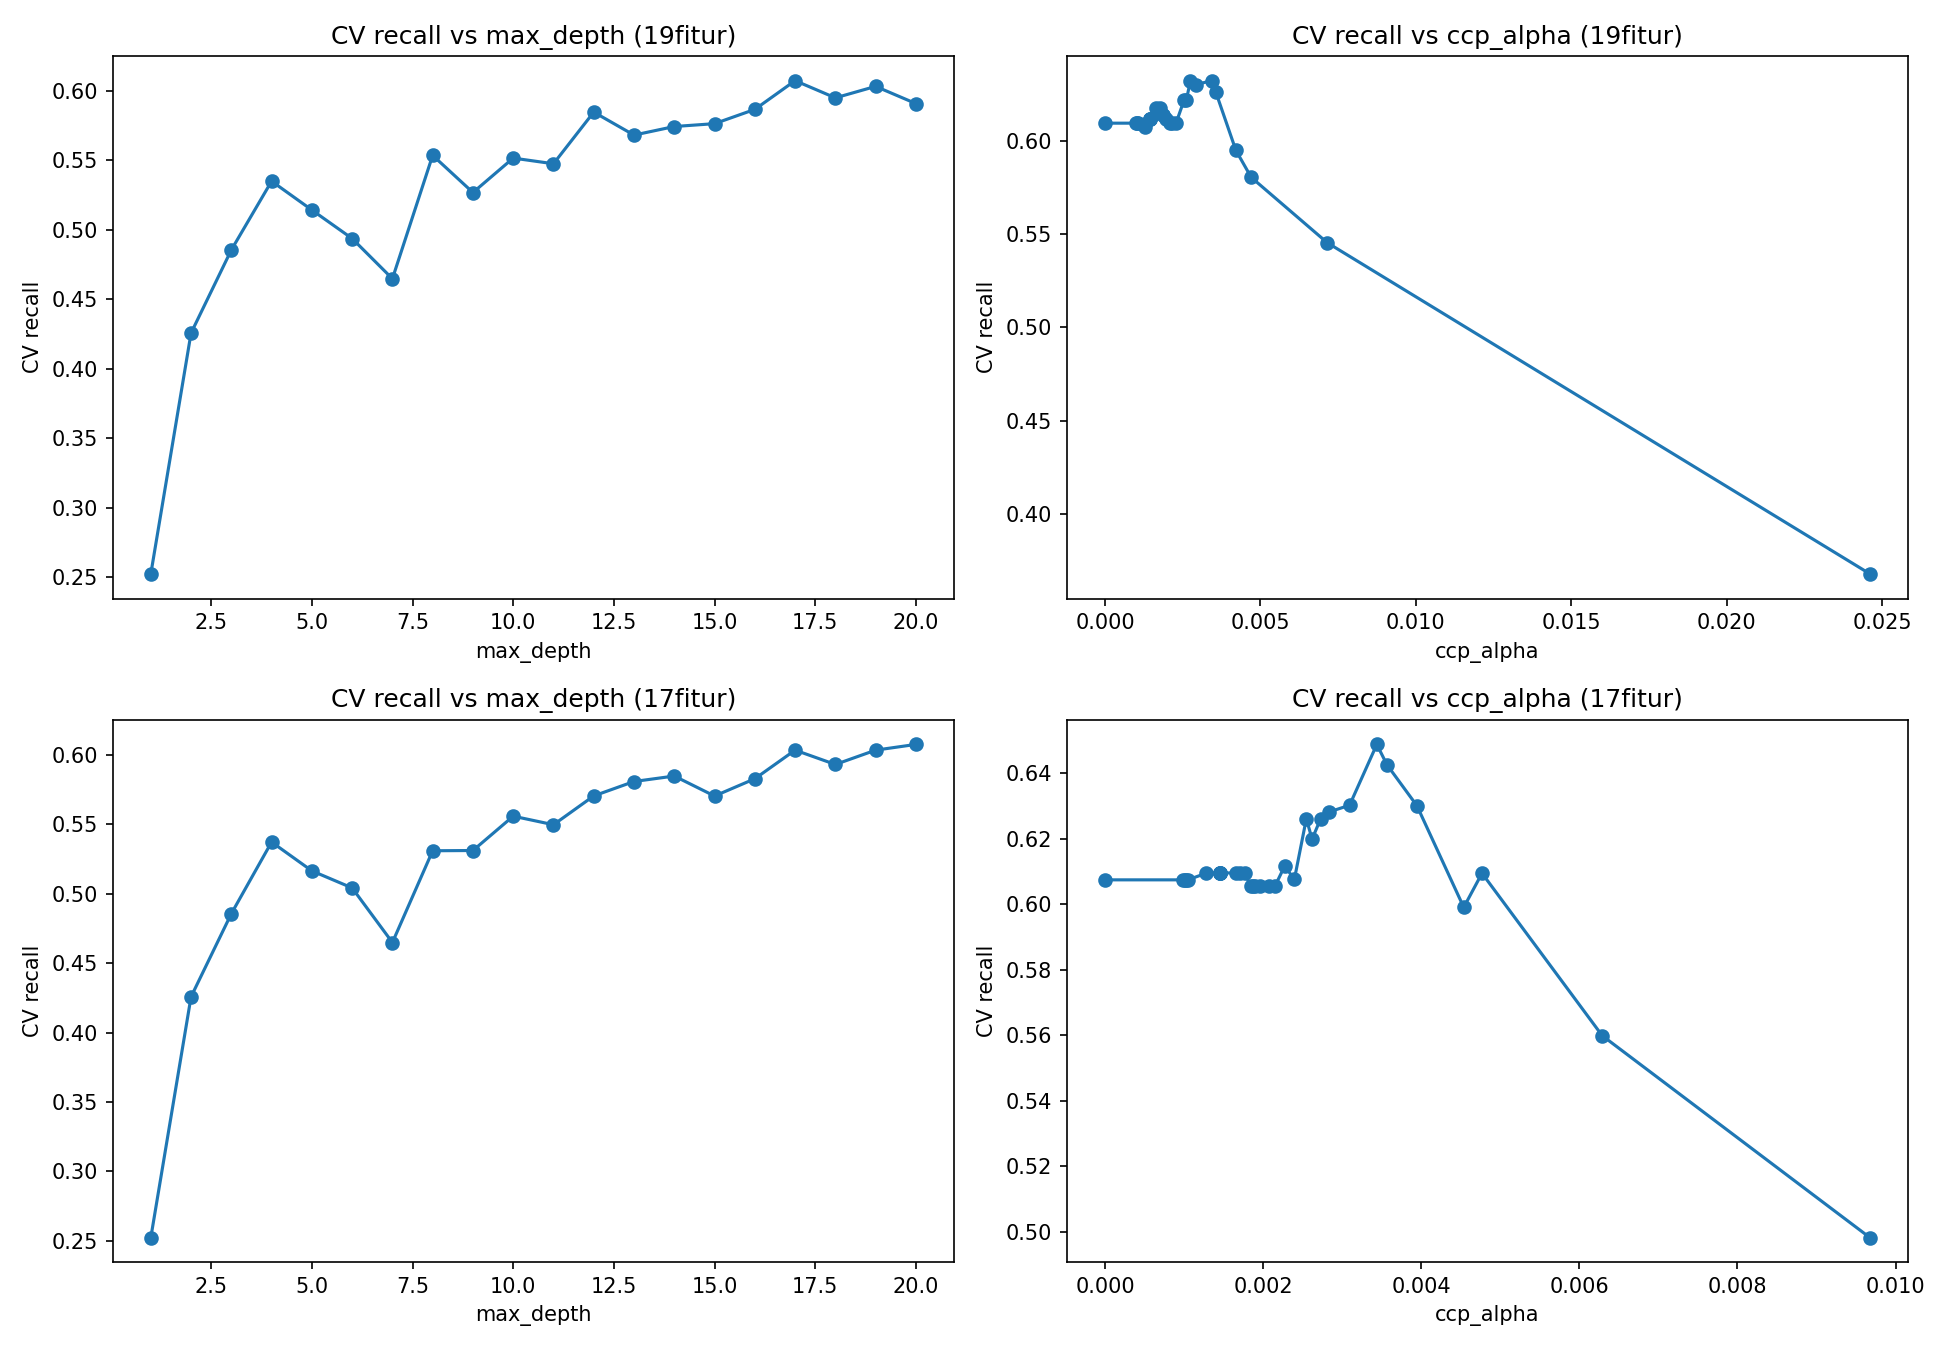 CV recall vs max_depth (19fitur)
CV recall
0.60
0.55
0.50
0.45
0.40
0.35
0.30
0.25
2.5 5.0 7.5 10.0 12.5 15.0 17.5 20.0
max_depth
CV recall vs ccp_alpha (19fitur)
CV recall
0.60
0.55
0.50
0.45
0.40
0.000 0.005 0.010 0.015 0.020 0.025
ccp_alpha
CV recall vs max_depth (17fitur)
CV recall
0.60
0.55
0.50
0.45
0.40
0.35
0.30
0.25
2.5 5.0 7.5 10.0 12.5 15.0 17.5 20.0
max_depth
CV recall vs ccp_alpha (17fitur)
CV recall
0.64
0.62
0.60
0.58
0.56
0.54
0.52
0.50
0.000 0.002 0.004 0.006 0.008 0.010
ccp_alpha